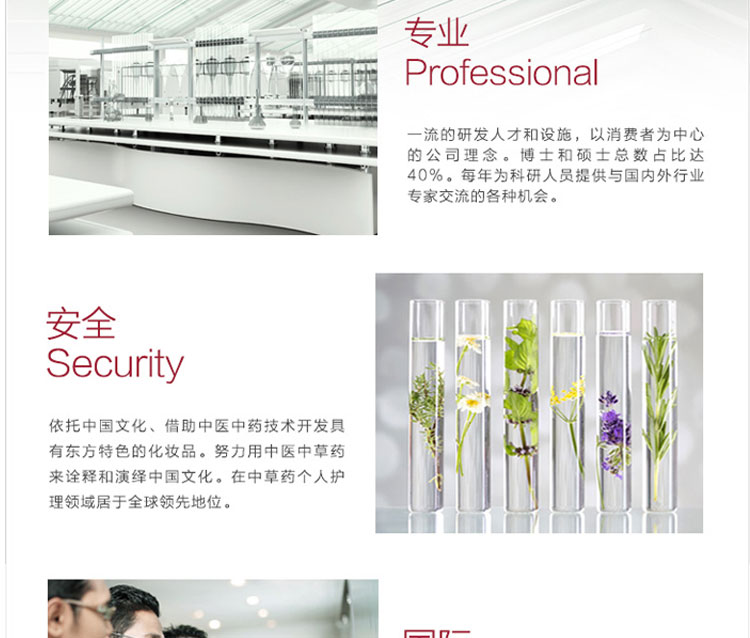 专业
Professional
一流的研发人才和设施，以消费者为中心
的公司理念。博士和硕士总数占比达
40%。每年为科研人员提供与国内外行业
专家交流的各种机会。
安全
Security
依托中国文化、借助中医中药技术开发具
有东方特色的化妆品。努力用中医中草药
来诠释和演绎中国文化。在中草药个人护
理领域居于全球领先地位。